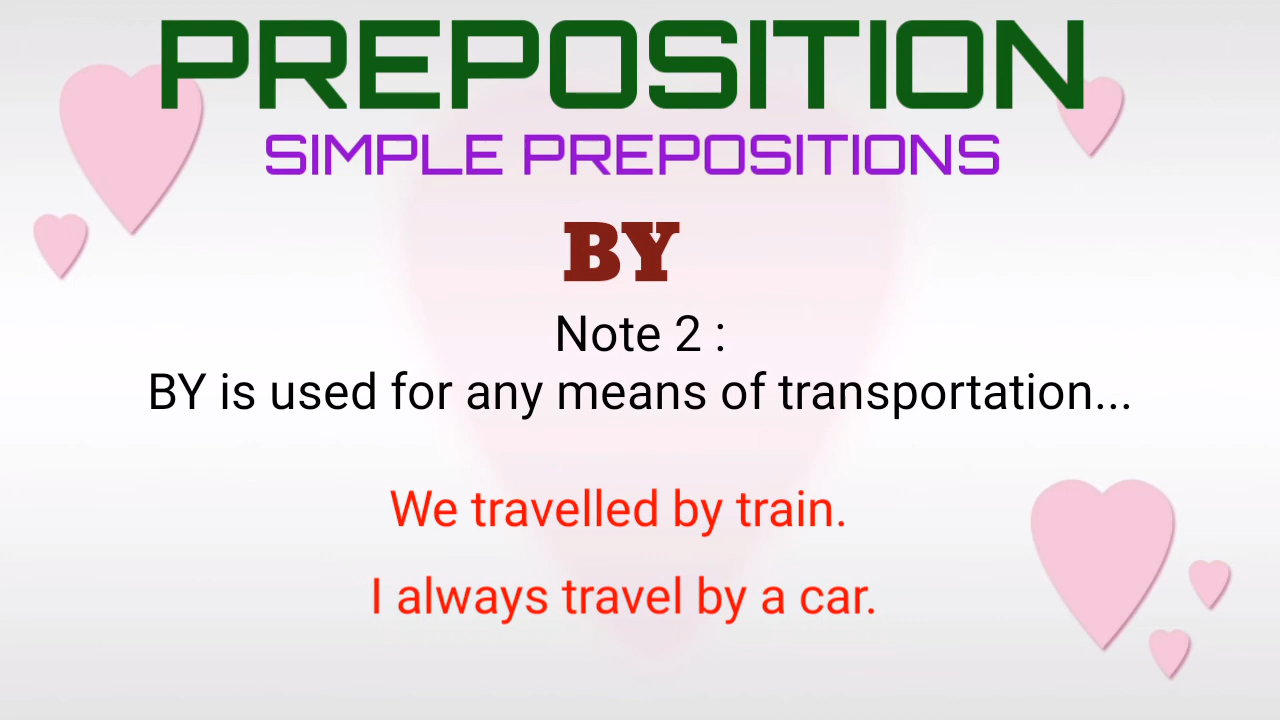 PREPOSITION
SIMPLE PREPOSITIONS
BY
Note 2 :
BY is used for any means of transportation...
We travelled by train.
I always travel by a car.